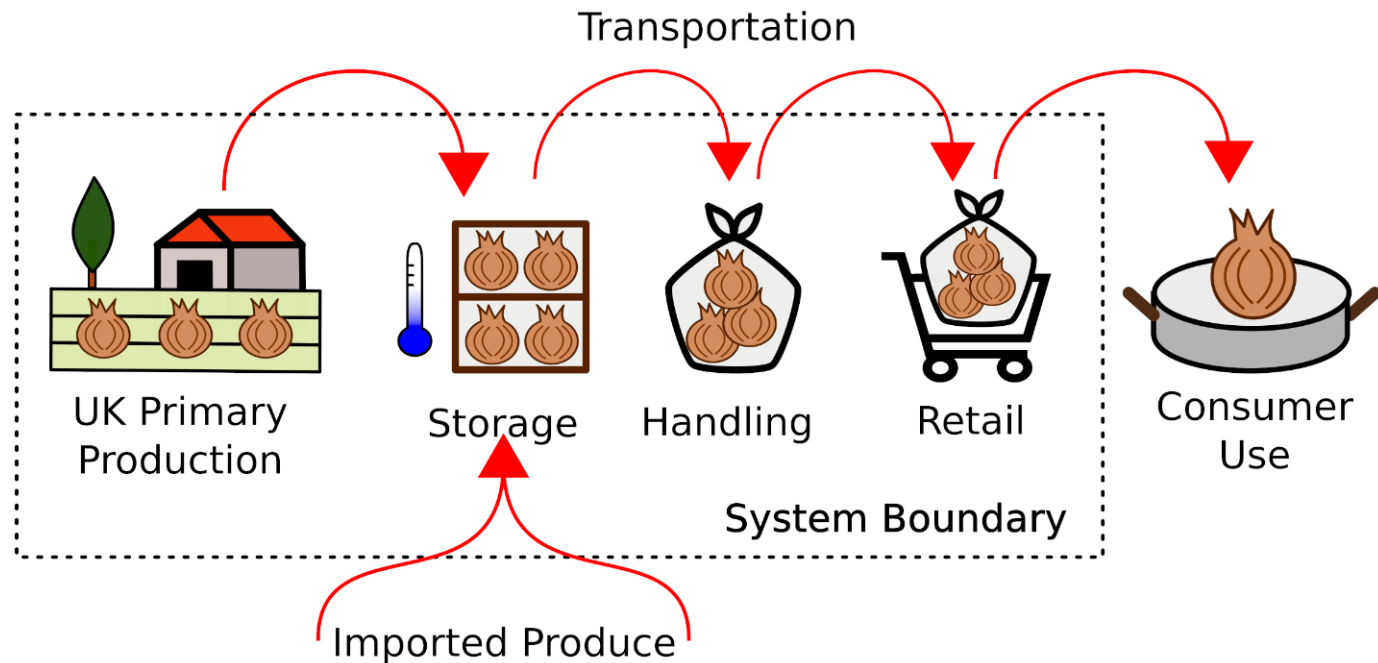 Transportation
UK Primary
Production
Storage
Handling
Retail
Consumer
Use
System Boundary
Imported Produce